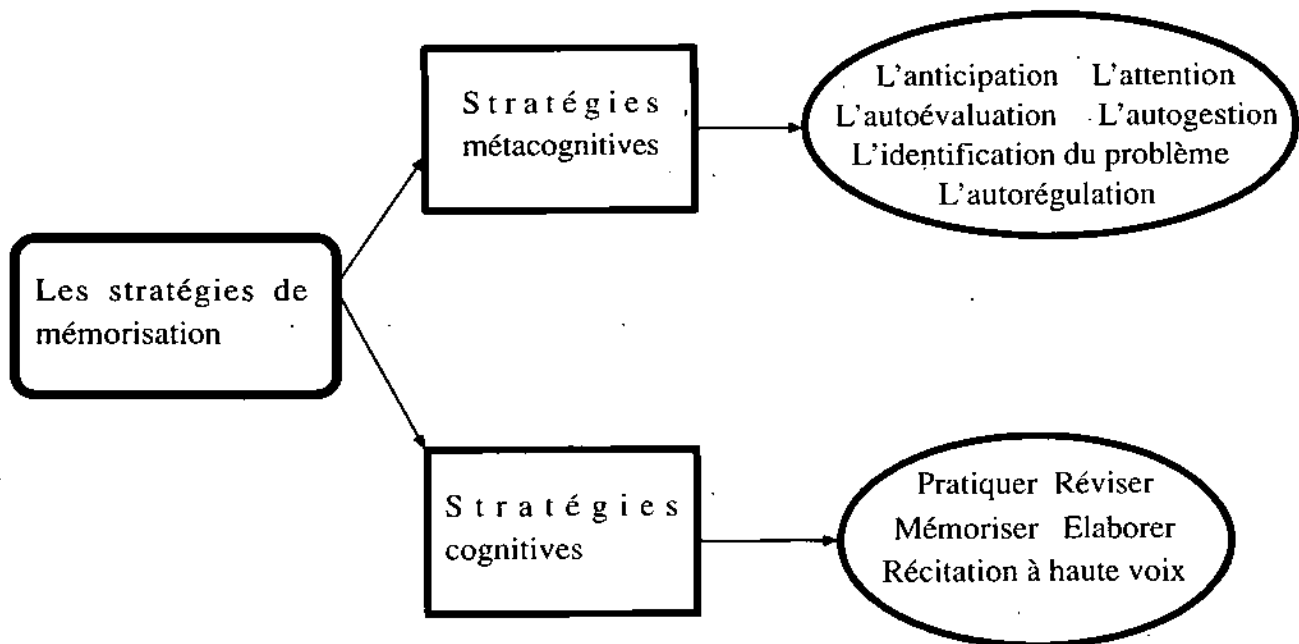 Stratégies
métacognitives
L'anticipation L'attention
L'autoévaluation L'autogestion
L'identification du problème
L'autorégulation
Les stratégies de
mémorisation
Stratégies
cognitives
Pratiquer Réviser
Mémoriser Elaborer
Récitation à haute voix